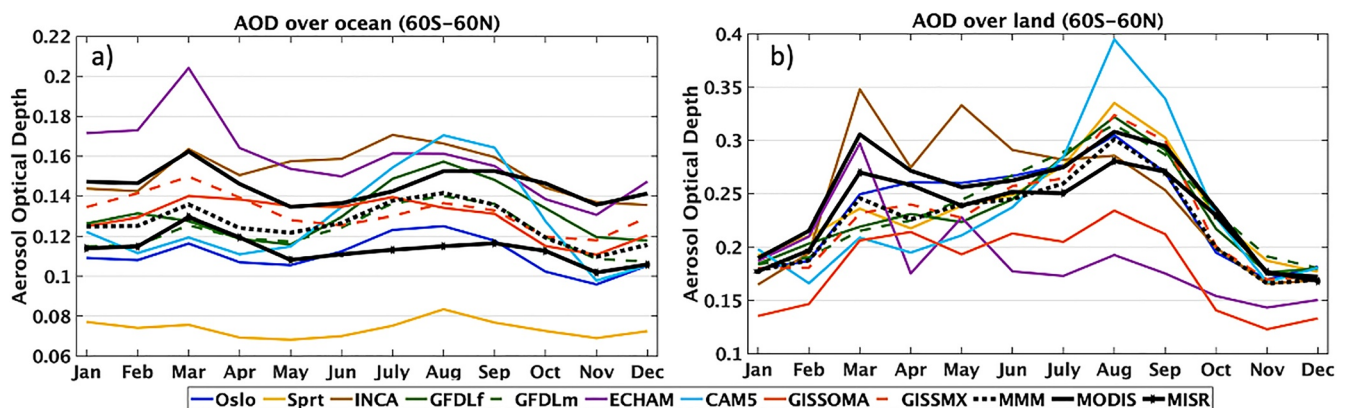 AOD over ocean (60S-60N)
a)
Aerosol Optical Depth
0.22
0.2
0.18
0.16
0.14
0.12
0.1
0.08
0.06
Jan Feb Mar Apr May Jun July Aug Sep Oct Nov Dec
AOD over land (60S-60N)
b)
Aerosol Optical Depth
0.4
0.35
0.3
0.25
0.2
0.15
0.1
Jan Feb Mar Apr May Jun July Aug Sep Oct Nov Dec
Oslo Sprt INCA GFDLf GFDLm ECHAM CAM5 GISSOMA GISSMX MMM MODIS MISR